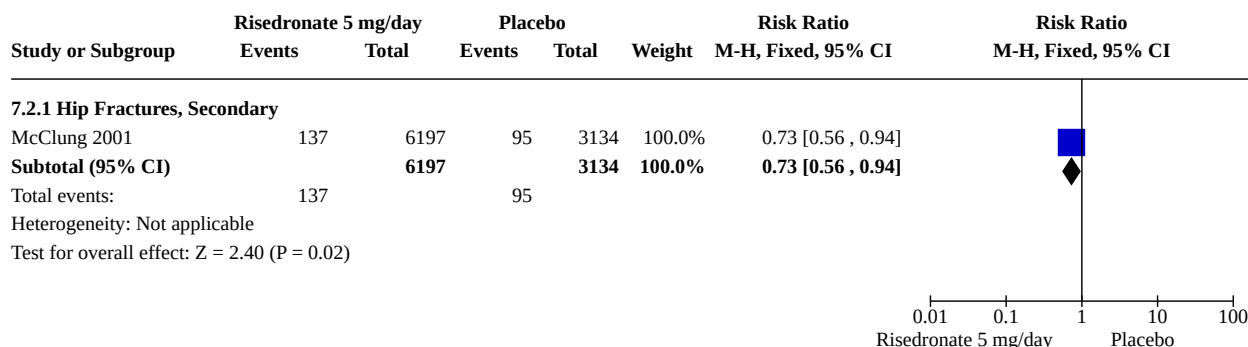 Risedronate 5 mg/day Placebo Risk Ratio Risk Ratio
Study or Subgroup Events Total Events Total Weight M-H, Fixed, 95% CI M-H, Fixed, 95% CI
7.2.1 Hip Fractures, Secondary
McClung 2001 137 6197 95 3134 100.0% 0.73 [0.56 , 0.94]
Subtotal (95% CI) 6197 3134 100.0% 0.73 [0.56 , 0.94]
Total events: 137 95
Heterogeneity: Not applicable
Test for overall effect: Z = 2.40 (P = 0.02)
0.01 0.1 1 10 100
Risedronate 5 mg/day Placebo